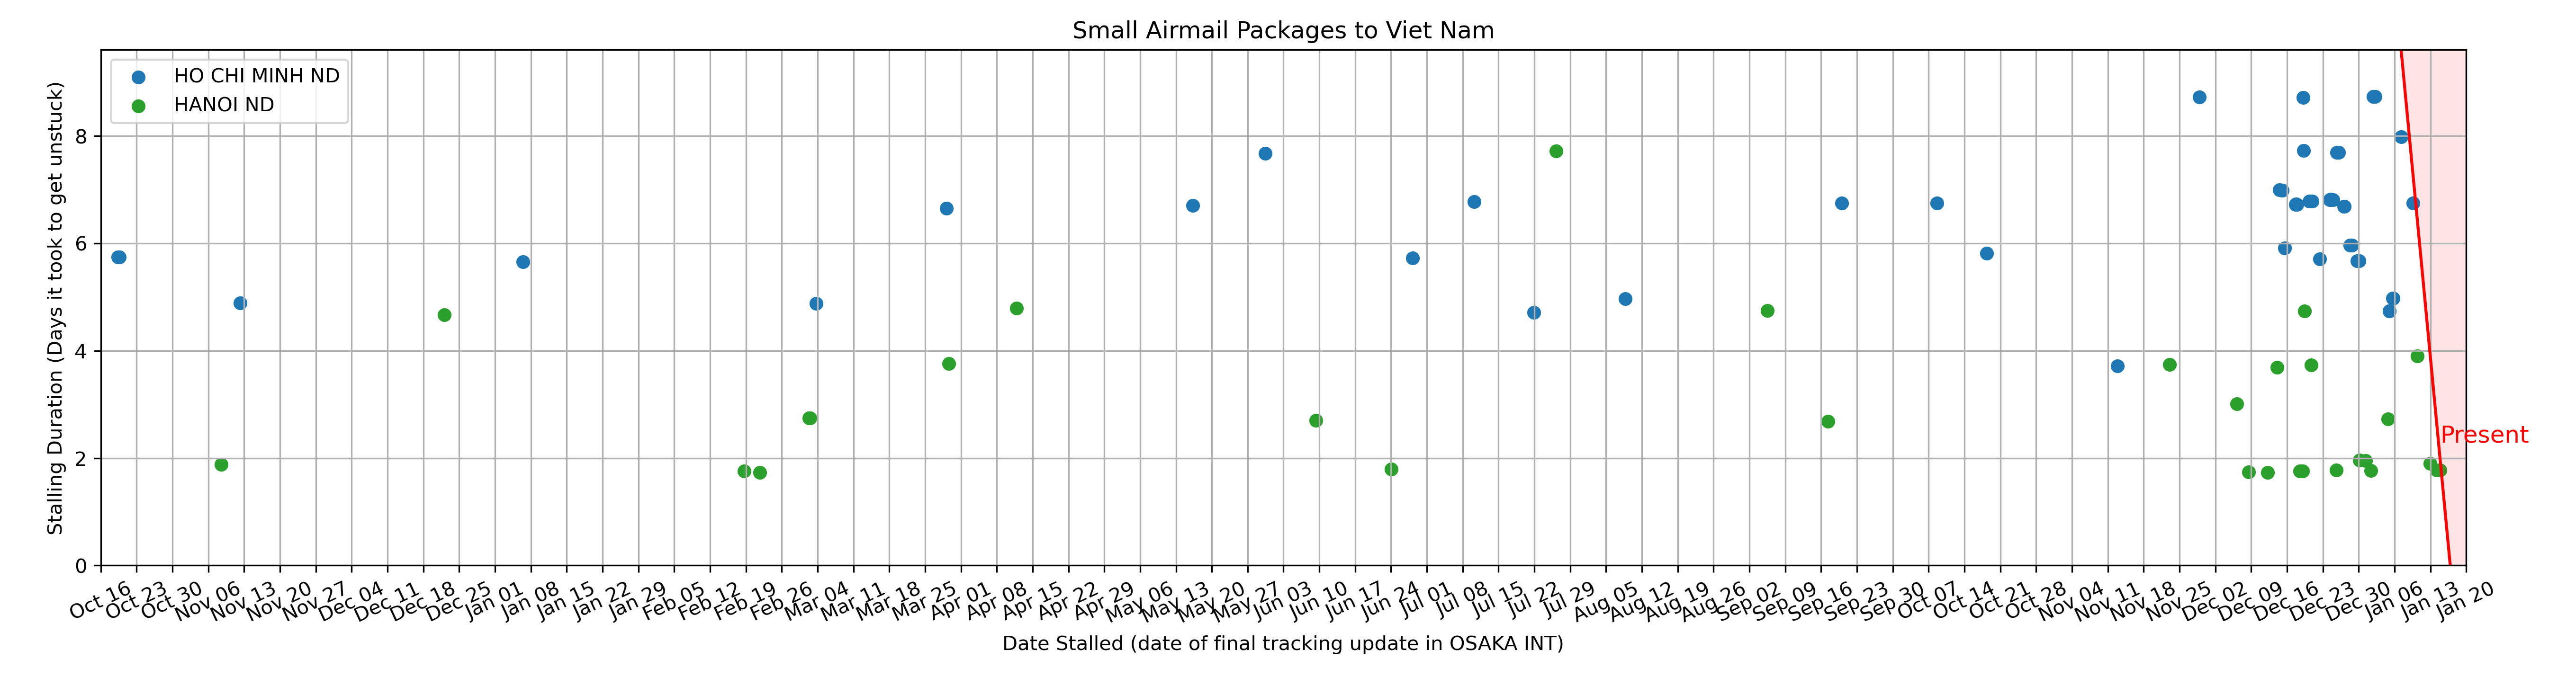 Small Airmail Packages to Viet Nam
HO CHI MINH ND
HANOI ND
Stalling Duration (Days it took to get unstuck)
8
6
4
2
0
Present
Oct 16
Oct 23
Oct 30
Nov 06
Nov 13
Nov 20
Nov 27
Dec 04
Dec 11
Dec 18
Dec 25
Jan 01
Jan 08
Jan 15
Jan 22
Jan 29
Feb 05
Feb 12
Feb 19
Feb 26
Mar 04
Mar 11
Mar 18
Mar 25
Apr 01
Apr 08
Apr 15
Apr 22
Apr 29
May 06
May 13
May 20
May 27
Jun 03
Jun 10
Jun 17
Jun 24
Jul 01
Jul 08
Jul 15
Jul 22
Jul 29
Aug 05
Aug 12
Aug 19
Aug 26
Sep 02
Sep 09
Sep 16
Sep 23
Sep 30
Oct 07
Oct 14
Oct 21
Oct 28
Nov 04
Nov 11
Nov 18
Nov 25
Dec 02
Dec 09
Dec 16
Dec 23
Dec 30
Jan 06
Jan 13
Jan 20
Date Stalled (date of final tracking update in OSAKA INT)